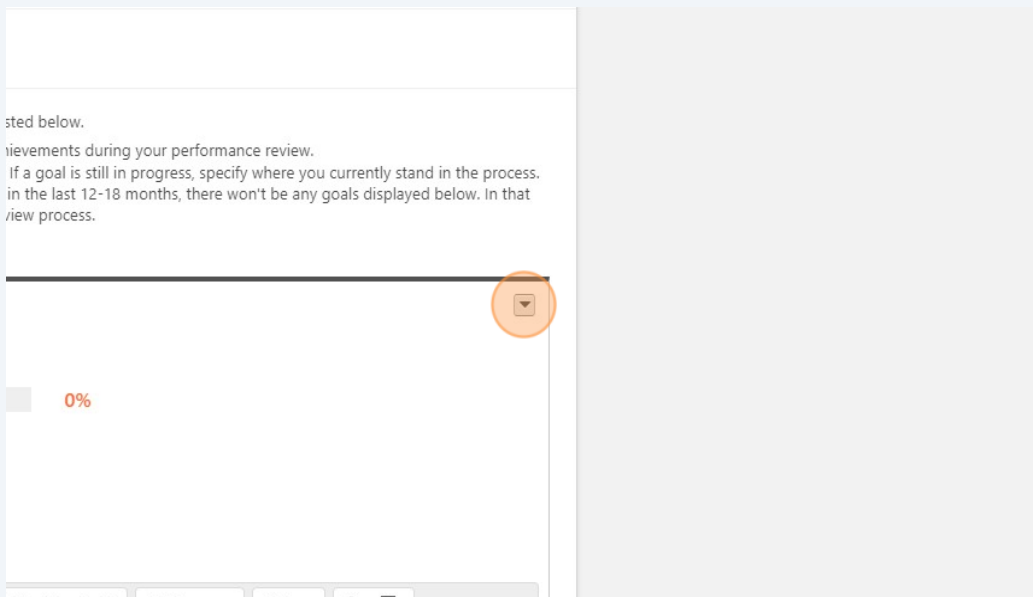 sted below.
hievements during your performance review.
If a goal is still in progress, specify where you currently stand in the process.
in the last 12-18 months, there won't be any goals displayed below. In that
view process.
0%